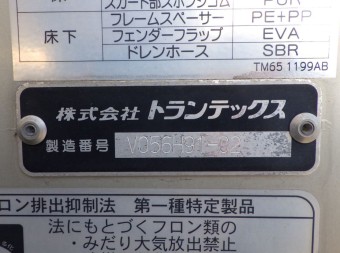 スカート部スポンジゴム PUR
床下 フレームスペーサー PE+PP
フェンダーフラップ EVA
ドレンホース SBR
TM65 1199AB
株式会社 トランテックス
製造番号
ロン排出抑制法 第一種特定製品
法にもとづくフロン類の
・みだり大気放出禁止